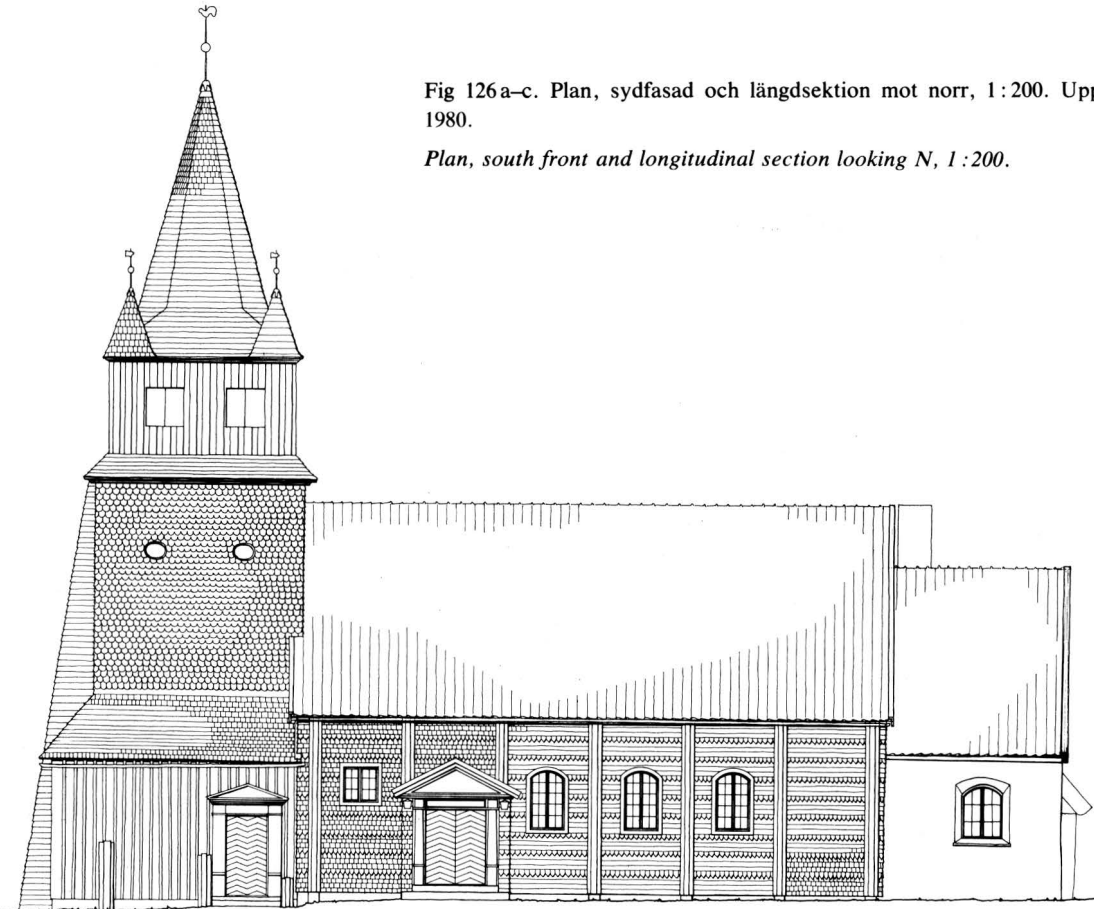 Fig 126 a–c. Plan, sydfasad och längdsektion mot norr, 1:200. Upp
1980.
Plan, south front and longitudinal section looking N, 1:200.